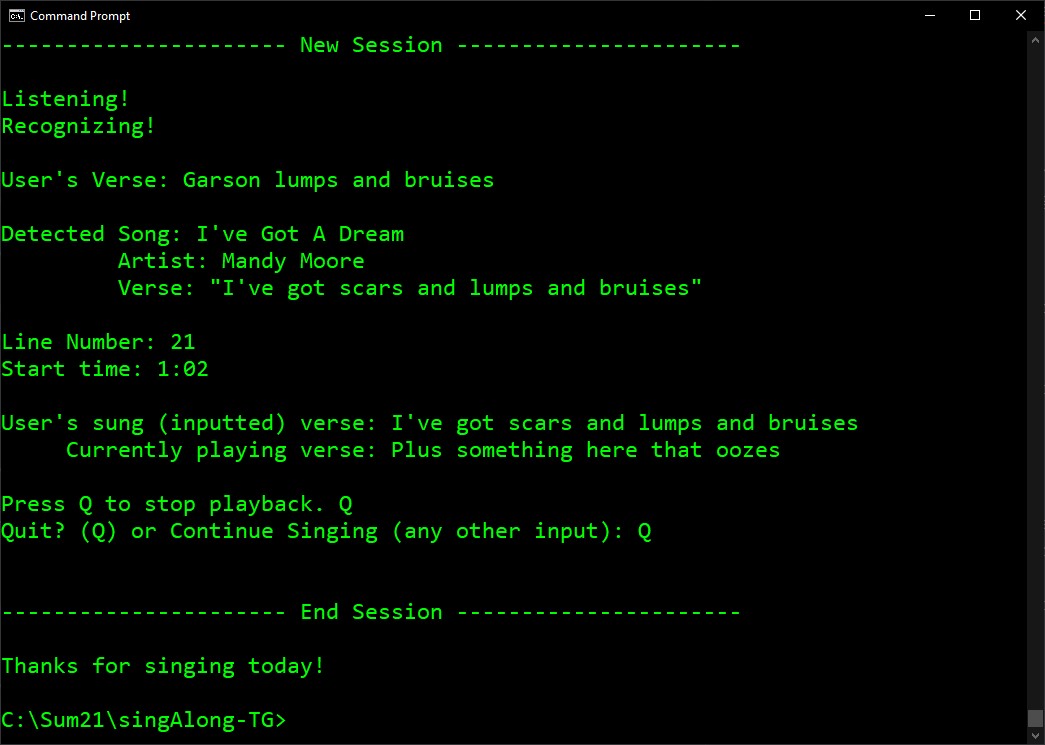 Command Prompt
---------------------- New Session ----------------------
Listening!
Recognizing!
User's Verse: Garson lumps and bruises
Detected Song: I've Got A Dream
Artist: Mandy Moore
Verse: "I've got scars and lumps and bruises"
Line Number: 21
Start time: 1:02
User's sung (inputted) verse: I've got scars and lumps and bruises
Currently playing verse: Plus something here that oozes
Press Q to stop playback. Q
Quit? (Q) or Continue Singing (any other input): Q
---------------------- End Session ----------------------
Thanks for singing today!
C:\Sum21\singAlong-TG>